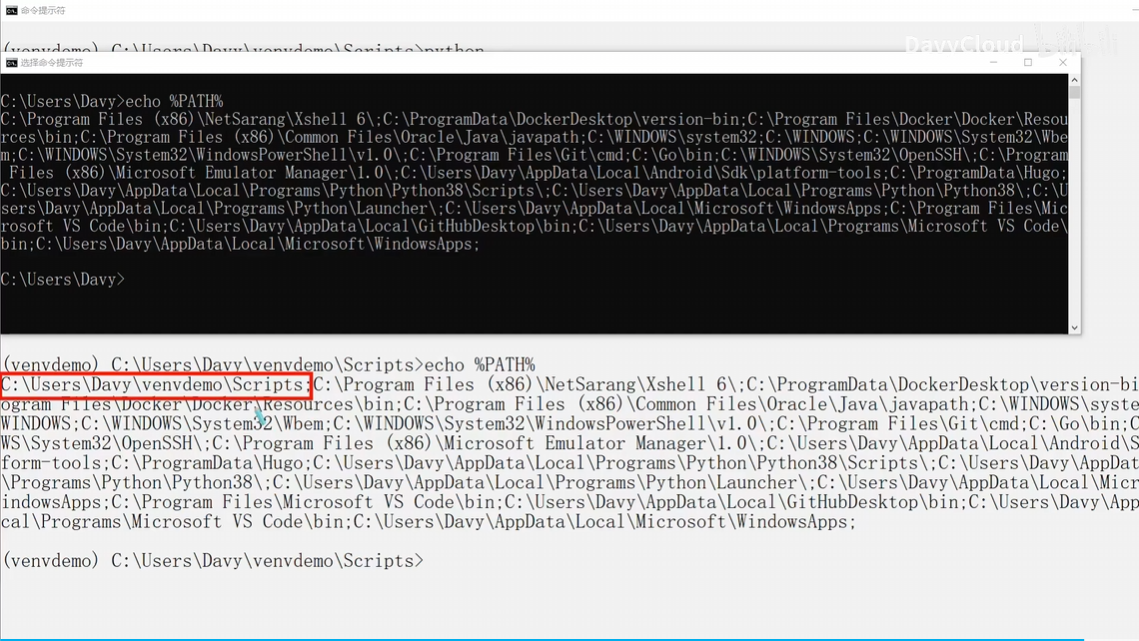 命令提示符
(venvdemo) C:\Users\Davy\venvdemo\Scripts>python
DavyCloud
选择命令提示符
C:\Users\Davy>echo %PATH%
C:\Program Files (x86)\NetSarang\Xshell 6\;C:\ProgramData\DockerDesktop\version-bin;C:\Program Files\Docker\Docker\Resou
rces\bin;C:\Program Files (x86)\Common Files\Oracle\Java\javapath;C:\WINDOWS\system32;C:\WINDOWS;C:\WINDOWS\System32\Wbe
m;C:\WINDOWS\System32\WindowsPowerShell\v1.0\;C:\Program Files\Git\cmd;C:\Go\bin;C:\WINDOWS\System32\OpenSSH\;C:\Program
Files (x86)\Microsoft Emulator Manager\1.0\;C:\Users\Davy\AppData\Local\Android\Sdk\platform-tools;C:\ProgramData\Hugo;
C:\Users\Davy\AppData\Local\Programs\Python\Python38\Scripts\;C:\Users\Davy\AppData\Local\Programs\Python\Python38\;C:\U
sers\Davy\AppData\Local\Programs\Python\Launcher\;C:\Users\Davy\AppData\Local\Microsoft\WindowsApps;C:\Program Files\Mic
rosoft VS Code\bin;C:\Users\Davy\AppData\Local\GitHubDesktop\bin;C:\Users\Davy\AppData\Local\Programs\Microsoft VS Code\
bin;C:\Users\Davy\AppData\Local\Microsoft\WindowsApps;
C:\Users\Davy>
(venvdemo) C:\Users\Davy\venvdemo\Scripts>echo %PATH%
C:\Users\Davy\venvdemo\Scripts;C:\Program Files (x86)\NetSarang\Xshell 6\;C:\ProgramData\DockerDesktop\version-bi
ogram Files\Docker\Docker\Resources\bin;C:\Program Files (x86)\Common Files\Oracle\Java\javapath;C:\WINDOWS\syste
WINDOWS;C:\WINDOWS\System32\Wbem;C:\WINDOWS\System32\WindowsPowerShell\v1.0\;C:\Program Files\Git\cmd;C:\Go\bin;C
WS\System32\OpenSSH\;C:\Program Files (x86)\Microsoft Emulator Manager\1.0\;C:\Users\Davy\AppData\Local\Android\S
form-tools;C:\ProgramData\Hugo;C:\Users\Davy\AppData\Local\Programs\Python\Python38\Scripts\;C:\Users\Davy\AppDat
\Programs\Python\Python38\;C:\Users\Davy\AppData\Local\Programs\Python\Launcher\;C:\Users\Davy\AppData\Local\Micr
indowsApps;C:\Program Files\Microsoft VS Code\bin;C:\Users\Davy\AppData\Local\GitHubDesktop\bin;C:\Users\Davy\App
cal\Programs\Microsoft VS Code\bin;C:\Users\Davy\AppData\Local\Microsoft\WindowsApps;
(venvdemo) C:\Users\Davy\venvdemo\Scripts>